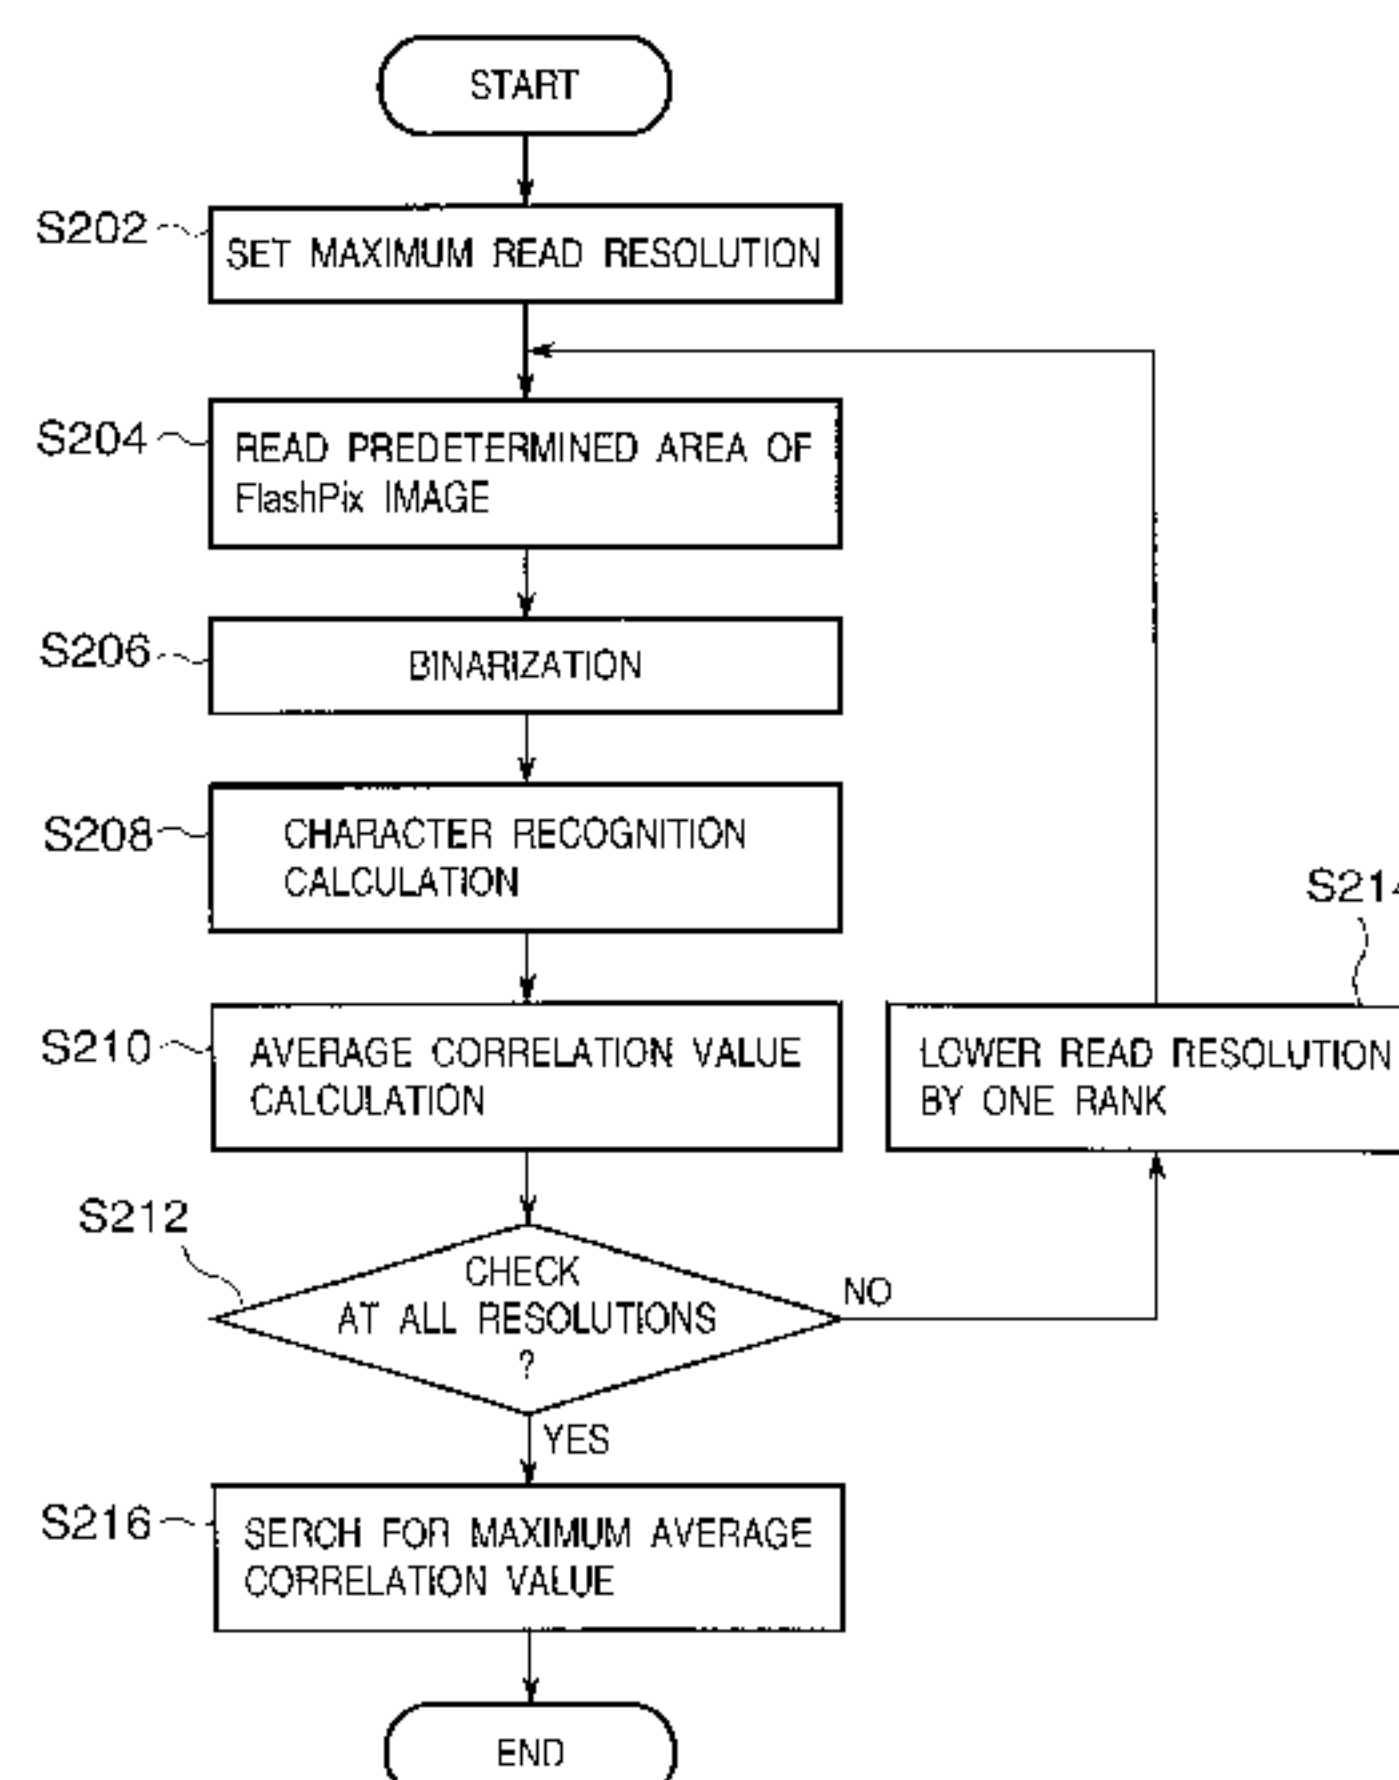 START
S202
SET MAXIMUM READ RESOLUTION
S204
READ PREDETERMINED AREA OF
FlashPix IMAGE
S206
BINARIZATION
S208
CHARACTER RECOGNITION
CALCULATION
S210
AVERAGE CORRELATION VALUE
CALCULATION
S214
LOWER READ RESOLUTION
BY ONE RANK
S212
CHECK
AT ALL RESOLUTIONS
?
NO
YES
S216
SERCH FOR MAXIMUM AVERAGE
CORRELATION VALUE
END